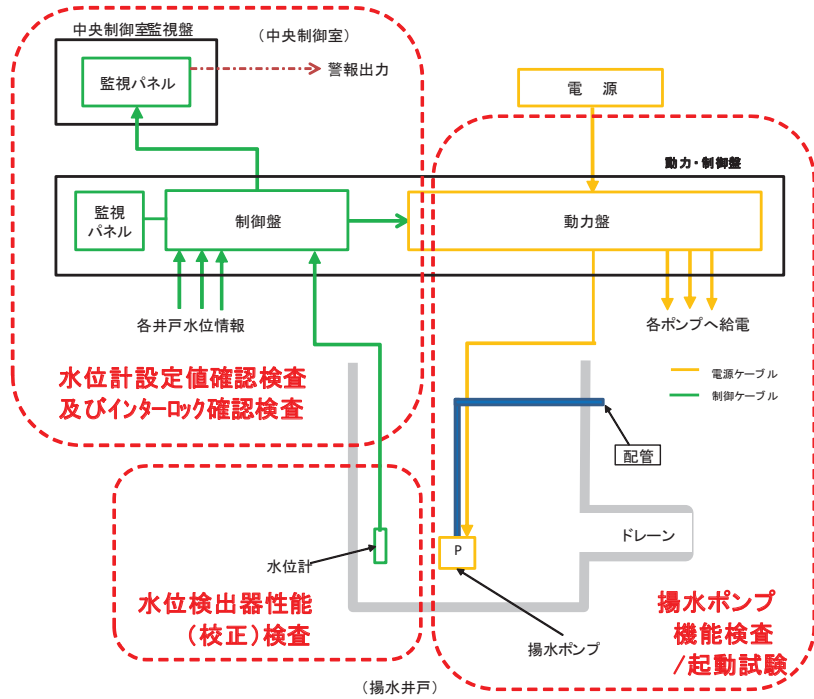 中央制御室監視盤
（中央制御室）
監視パネル
警報出力
電　源
動力・制御盤
監視
パネル
制御盤
動力盤
各井戸水位情報
各ポンプへ給電
水位計設定値確認検査
及びインターロック確認検査
電源ケーブル
制御ケーブル
配管
ドレーン
P
水位計
水位検出器性能
（校正）検査
揚水ポンプ
揚水ポンプ
機能検査
/起動試験
（揚水井戸）